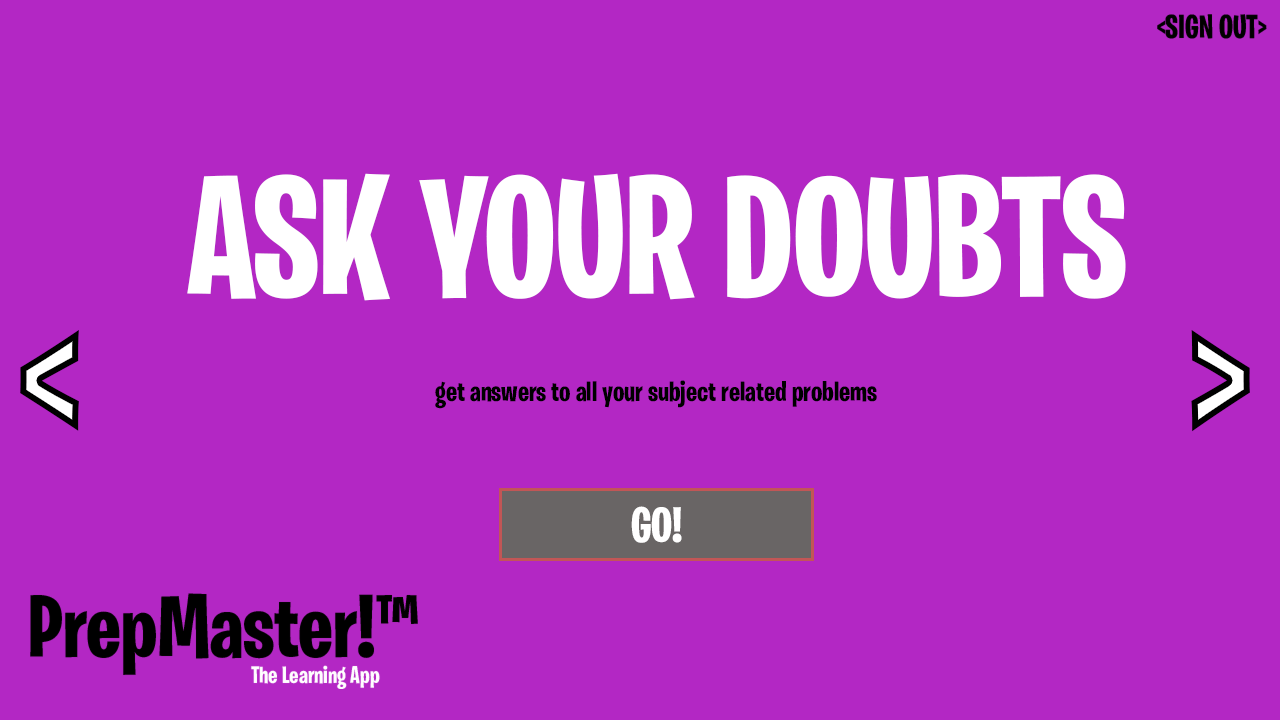 <SIGN OUT>
ASK YOUR DOUBTS
< >
get answers to all your subject related problems
GO!
PrepMaster!™
The Learning App